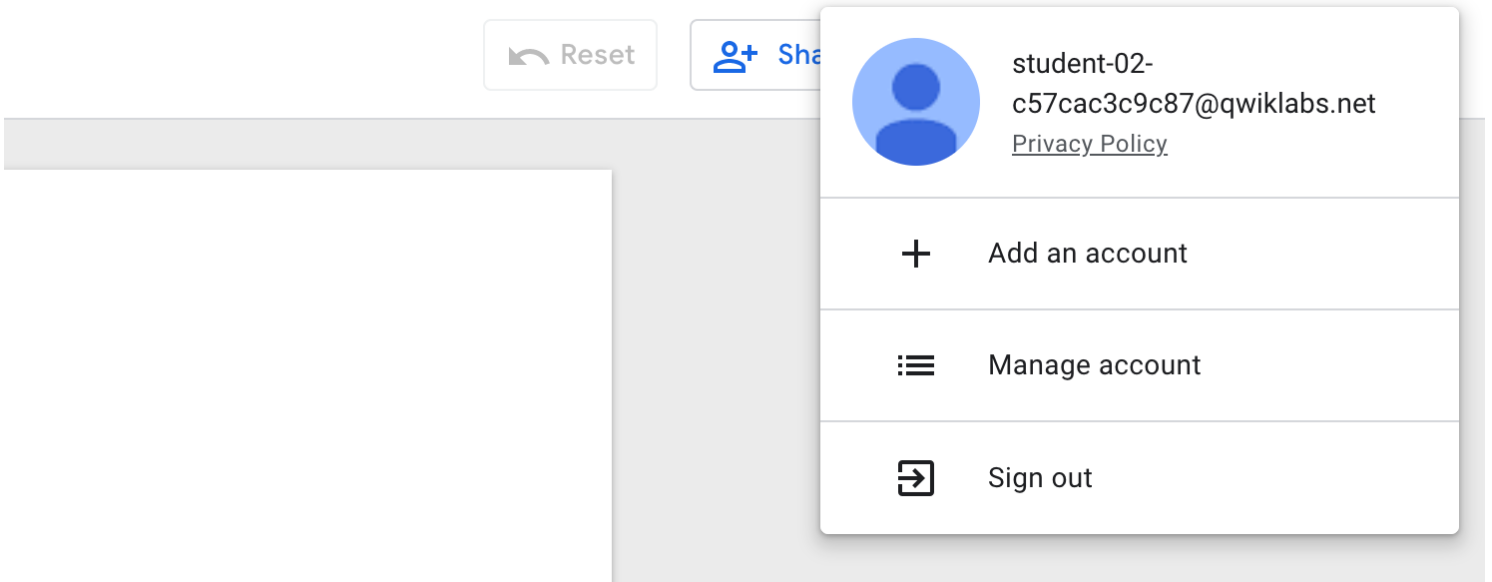 Reset
Sha
student-02-
c57cac3c9c87@qwiklabs.net
Privacy Policy
Add an account
Manage account
Sign out